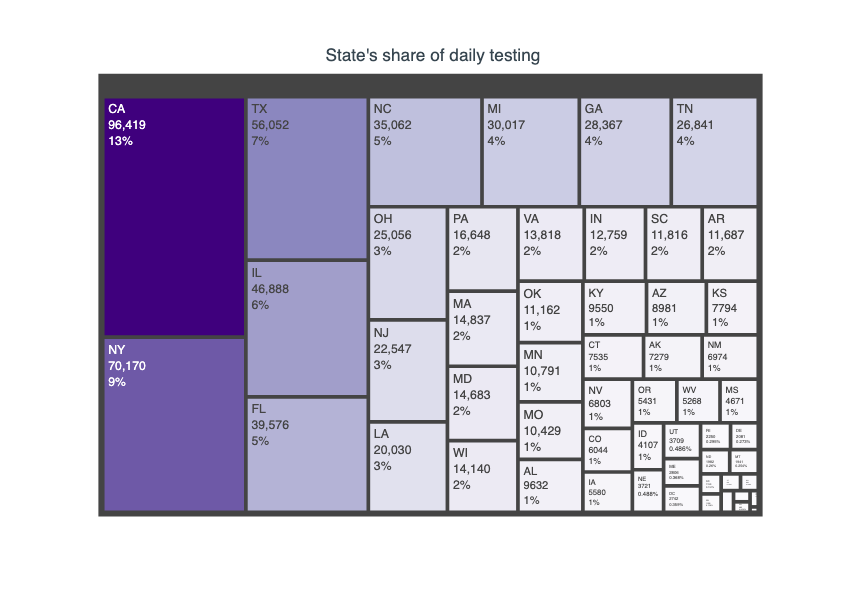 State's share of daily testing
CA
96,419
13%
NY
70,170
9%
TX
56,052
7%
IL
46,888
6%
FL
39,576
5%
NC
35,062
5%
MI
30,017
4%
GA
28,367
4%
TN
26,841
4%
OH
25,056
3%
NJ
22,547
3%
LA
20,030
3%
PA
16,648
2%
MA
14,837
2%
MD
14,683
2%
WI
14,140
2%
VA
13,818
2%
IN
12,759
2%
SC
11,816
2%
AR
11,687
2%
OK
11,162
1%
MN
10,791
1%
MO
10,429
1%
AL
9632
1%
KY
9550
1%
AZ
8981
1%
KS
7794
1%
CT
7535
1%
AK
7279
1%
NM
6974
1%
NV
6803
1%
CO
6044
1%
IA
5580
1%
OR
5431
1%
WV
5268
1%
MS
4671
1%
ID
4107
1%
NE
3721
0.488%
UT
3709
0.486%
ME
DC